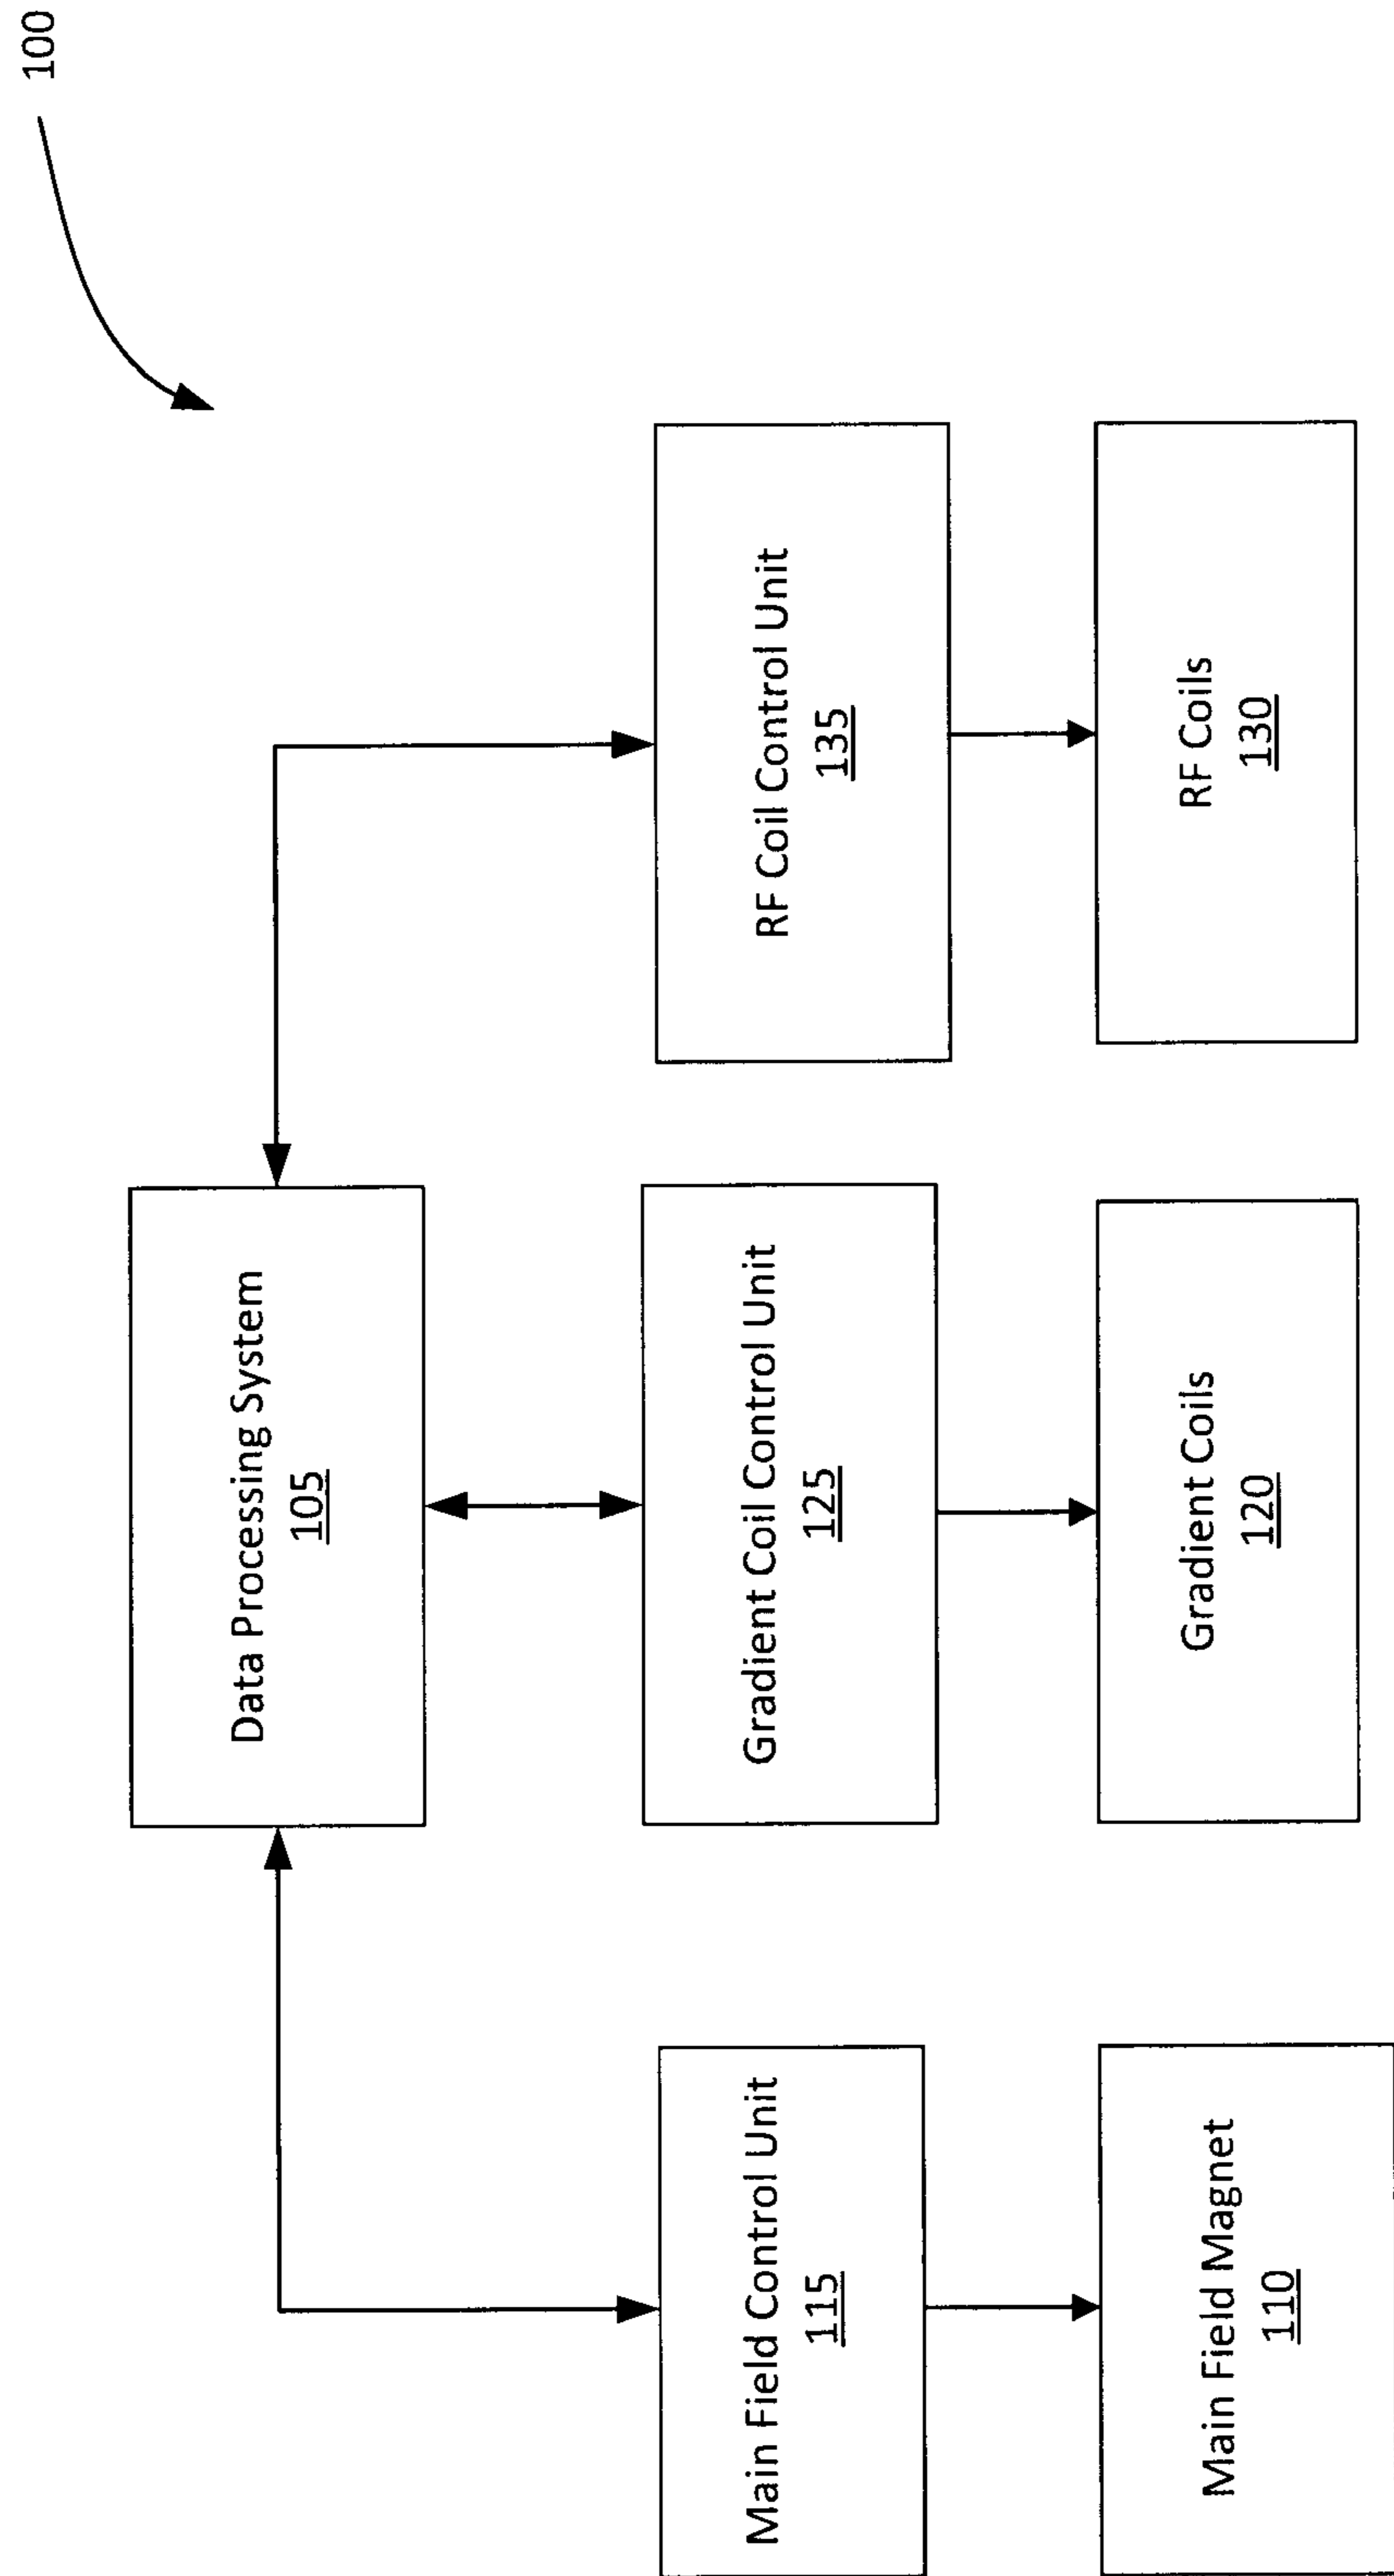 100
Data Processing System
105
Main Field Control Unit
115
Gradient Coil Control Unit
125
RF Coil Control Unit
135
Main Field Magnet
110
Gradient Coils
120
RF Coils
130